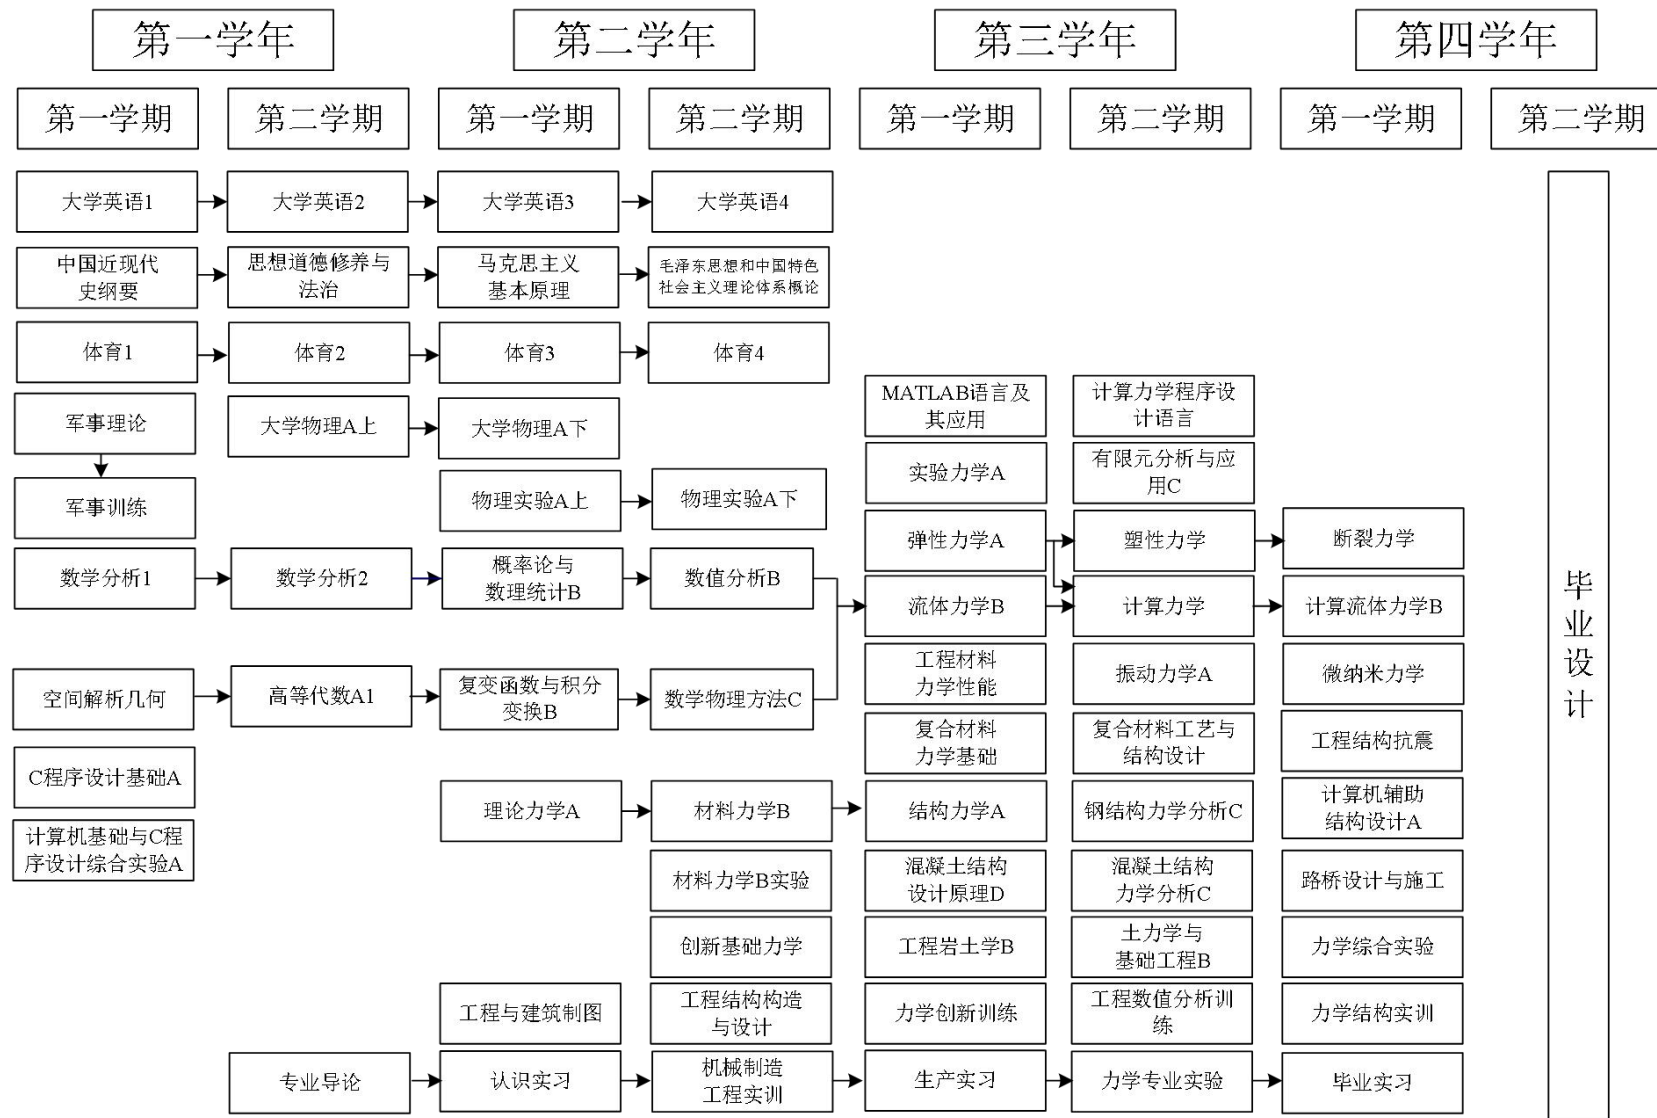 第一学年
第二学年
第三学年
第四学年
第一学期
第二学期
第一学期
第二学期
第一学期
第二学期
第一学期
第二学期
大学英语1
大学英语2
大学英语3
大学英语4
中国近现代
史纲要
思想道德修养与
法治
马克思主义
基本原理
毛泽东思想和中国特色
社会主义理论体系概论
体育1
体育2
体育3
体育4
军事理论
大学物理A上
大学物理A下
MATLAB语言及
其应用
计算力学程序设
计语言
军事训练
物理实验A上
物理实验A下
实验力学A
有限元分析与应
用C
弹性力学A
塑性力学
断裂力学
数学分析1
数学分析2
概率论与
数理统计B
数值分析B
流体力学B
计算力学
计算流体力学B
空间解析几何
高等代数A1
复变函数与积分
变换B
数学物理方法C
工程材料
力学性能
振动力学A
微纳米力学
复合材料
力学基础
复合材料工艺与
结构设计
工程结构抗震
C程序设计基础A
理论力学A
材料力学B
结构力学A
钢结构力学分析C
计算机辅助
结构设计A
计算机基础与C程
序设计综合实验A
材料力学B实验
混凝土结构
设计原理D
混凝土结构
力学分析C
路桥设计与施工
创新基础力学
工程岩土学B
土力学与
基础工程B
力学综合实验
工程与建筑制图
工程结构构造
与设计
力学创新训练
工程数值分析训
练
力学结构实训
专业导论
认识实习
机械制造
工程实训
生产实习
力学专业实验
毕业实习
毕业设计